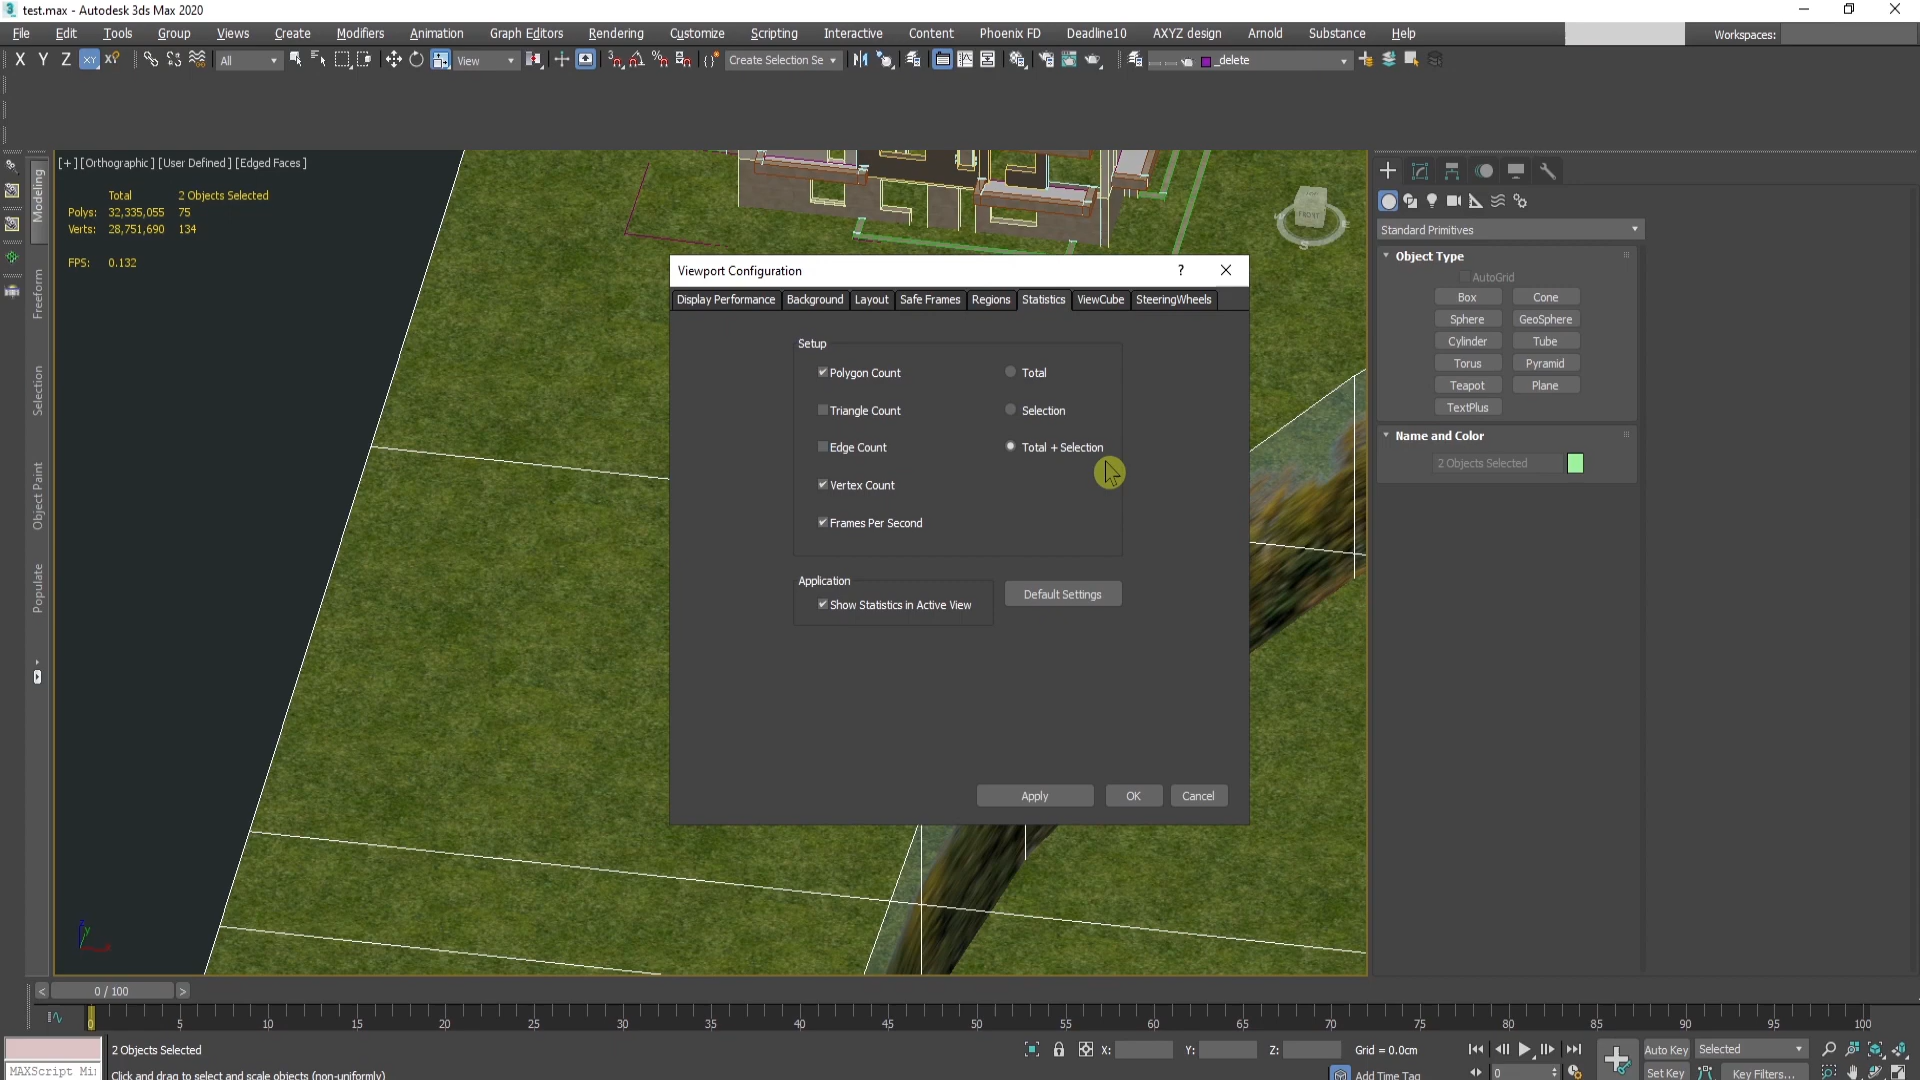 test.max - Autodesk 3ds Max 2020
File Edit Tools Group Views Create Modifiers Animation Graph Editors Rendering Customize Scripting Interactive Content Phoenix FD Deadline10 AXYZ design Arnold Substance Help Workspaces:
X Y Z XY All View Create Selection Se _delete
[+] [Orthographic] [User Defined] [Edged Faces]
Total 2 Objects Selected
Polys: 32,335,055 75
Verts: 28,751,690 134
FPS: 0.132
Modeling
Freeform
Selection
Object Paint
Populate
FRONT
S
Viewport Configuration ?
Display Performance Background Layout Safe Frames Regions Statistics ViewCube SteeringWheels
Setup
Polygon Count Total
Triangle Count Selection
Edge Count Total + Selection
Vertex Count
Frames Per Second
Application
Show Statistics in Active View Default Settings
Apply OK Cancel
Standard Primitives
Object Type
AutoGrid
Box Cone
Sphere GeoSphere
Cylinder Tube
Torus Pyramid
Teapot Plane
TextPlus
Name and Color
2 Objects Selected
< 0 / 100 >
0 5 10 15 20 25 30 35 40 45 50 55 60 65 70 75 80 85 90 95 100
2 Objects Selected X: Y: Z: Grid = 0.0cm Auto Key Selected
MAXScript Mi Click and drag to select and scale objects (non-uniformly) Add Time Tag 0 Set Key Key Filters...